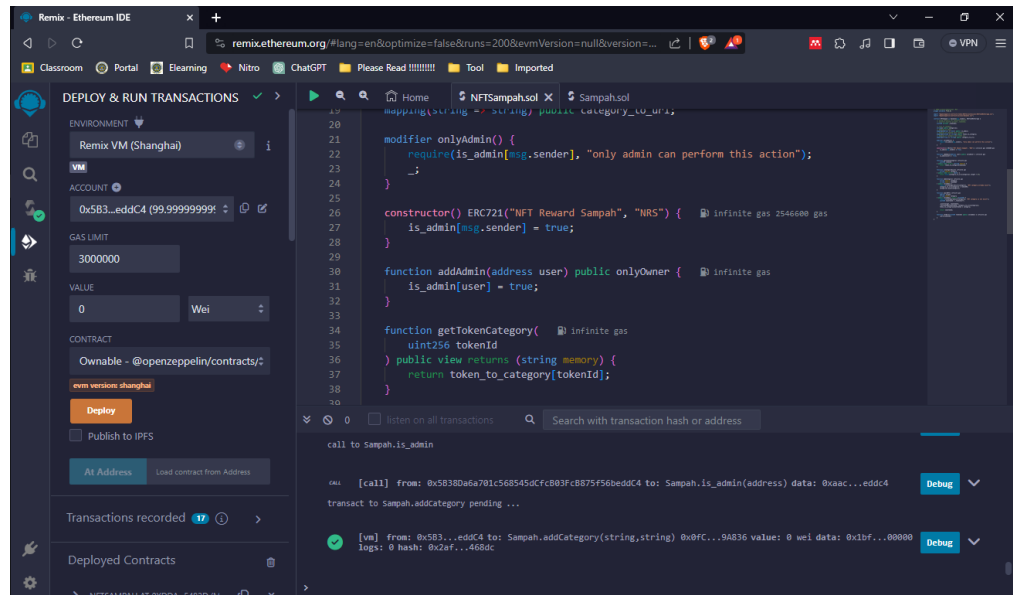 Remix - Ethereum IDE
remix.ethereum.org/#lang=en&optimize=false&runs=200&evmVersion=null&version=...
VPN
Classroom Portal Elearning Nitro ChatGPT Please Read !!!!!!!!!! Tool Imported
DEPLOY & RUN TRANSACTIONS
ENVIRONMENT
Remix VM (Shanghai)
VM
ACCOUNT
0x5B3...eddC4 (99.999999999
GAS LIMIT
3000000
VALUE
0 Wei
CONTRACT
Ownable - @openzeppelin/contracts/
evm version: shanghai
Deploy
Publish to IPFS
At Address Load contract from Address
Transactions recorded 17 i
Deployed Contracts
Home NFTSampah.sol Sampah.sol
19 mapping(string => string) public category_to_uri;
20
21 modifier onlyAdmin() {
22 require(is_admin[msg.sender], "only admin can perform this action");
23 _;
24 }
25
26 constructor() ERC721("NFT Reward Sampah", "NRS") { infinite gas 2546600 gas
27 is_admin[msg.sender] = true;
28 }
29
30 function addAdmin(address user) public onlyOwner { infinite gas
31 is_admin[user] = true;
32 }
33
34 function getTokenCategory( infinite gas
35 uint256 tokenId
36 ) public view returns (string memory) {
37 return token_to_category[tokenId];
38 }
39
0 listen on all transactions Search with transaction hash or address
call to Sampah.is_admin
CALL [call] from: 0x5B38Da6a701c568545dCfcB03FcB875f56beddC4 to: Sampah.is_admin(address) data: 0xaac...eddc4 Debug
transact to Sampah.addCategory pending ...
[vm] from: 0x5B3...eddC4 to: Sampah.addCategory(string,string) 0x0fC...9A836 value: 0 wei data: 0x1bf...00000 Debug
logs: 0 hash: 0x2af...468dc
>